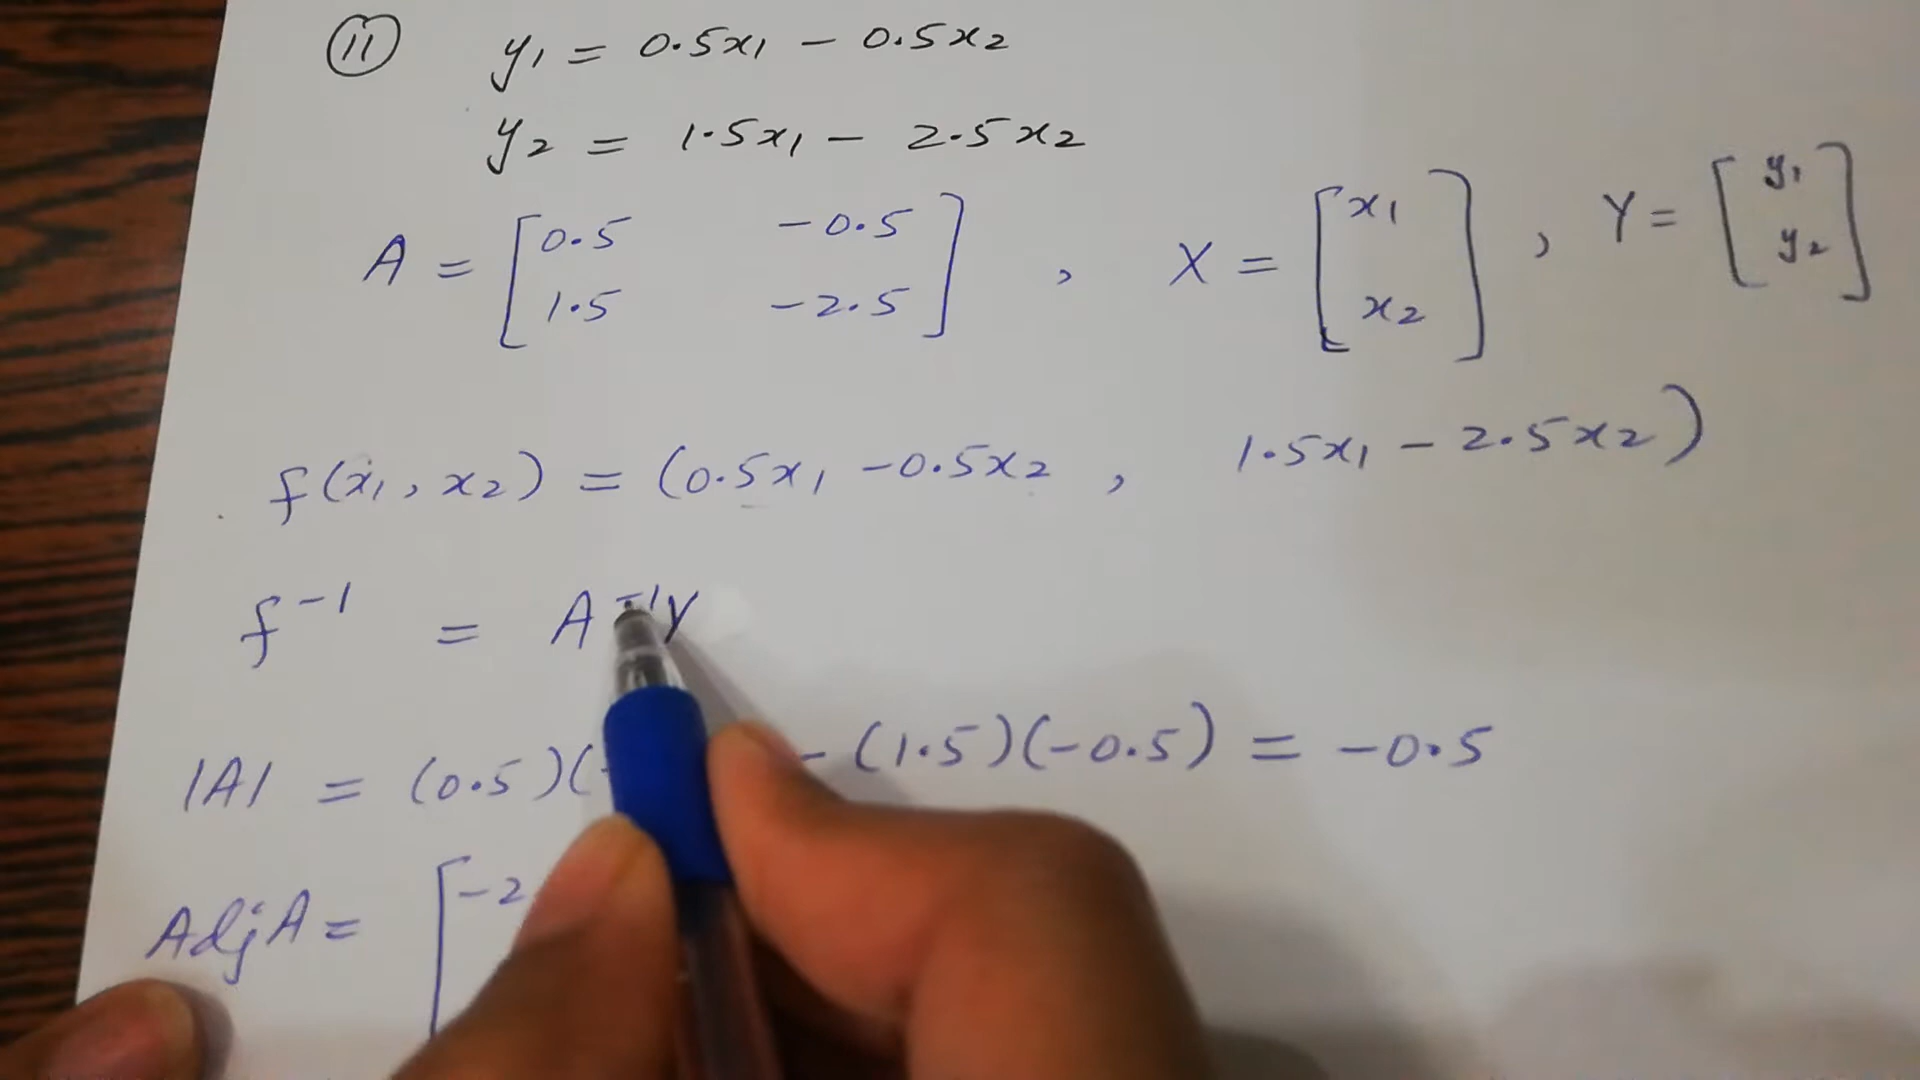 (11) y₁ = 0.5x₁ - 0.5x₂
y₂ = 1.5x₁ - 2.5x₂
A = [0.5 -0.5
1.5 -2.5] , X = [x₁
x₂] , Y = [y₁
y₂]
f(x₁, x₂) = (0.5x₁ - 0.5x₂ , 1.5x₁ - 2.5x₂)
f⁻¹ = A⁻¹Y
|A| = (0.5)( - (1.5)(-0.5) = -0.5
AdjA = [-2